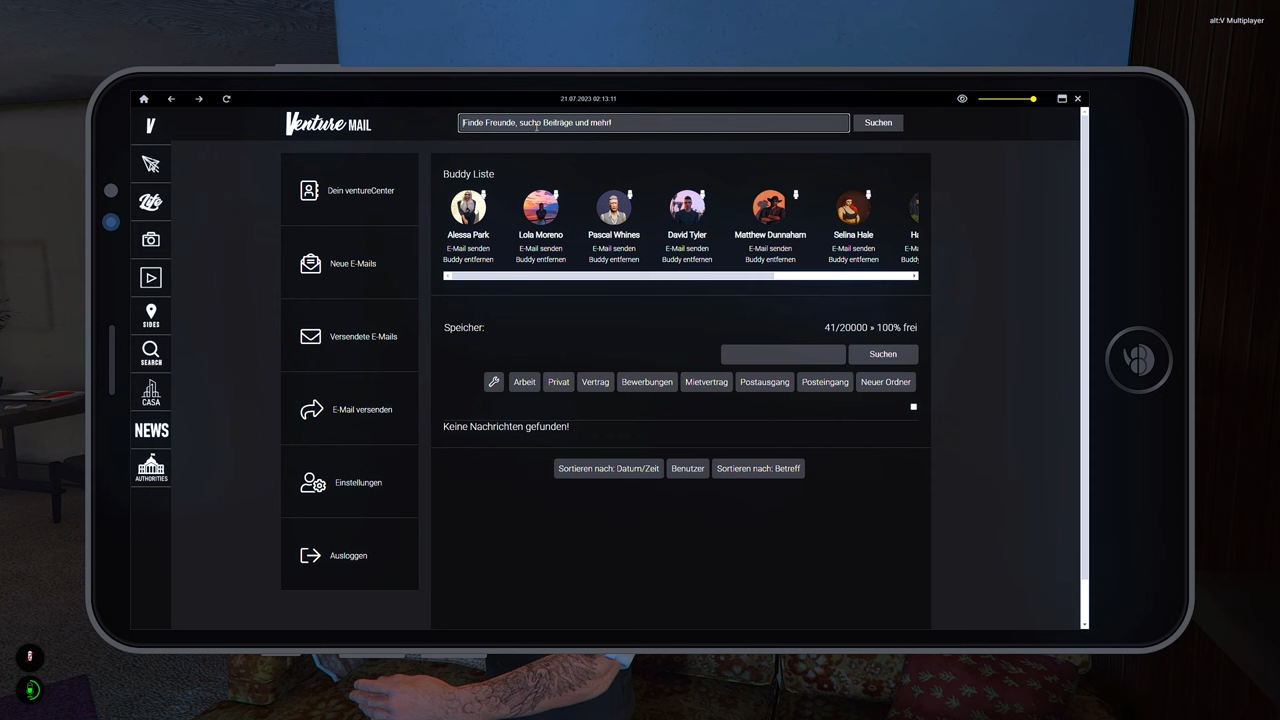 alt:V Multiplayer
21.07.2023 02:13:11
V
Venture MAIL
Finde Freunde, suche Beiträge und mehr!
Suchen
Life
SIDES
SEARCH
CASA
NEWS
AUTHORITIES
Dein ventureCenter
Neue E-Mails
Versendete E-Mails
E-Mail versenden
Einstellungen
Ausloggen
Buddy Liste
Alessa Park
E-Mail senden
Buddy entfernen
Lola Moreno
E-Mail senden
Buddy entfernen
Pascal Whines
E-Mail senden
Buddy entfernen
David Tyler
E-Mail senden
Buddy entfernen
Matthew Dunnaham
E-Mail senden
Buddy entfernen
Selina Hale
E-Mail senden
Buddy entfernen
Speicher:
41/20000 » 100% frei
Suchen
Arbeit Privat Vertrag Bewerbungen Mietvertrag Postausgang Posteingang Neuer Ordner
Keine Nachrichten gefunden!
Sortieren nach: Datum/Zeit Benutzer Sortieren nach: Betreff